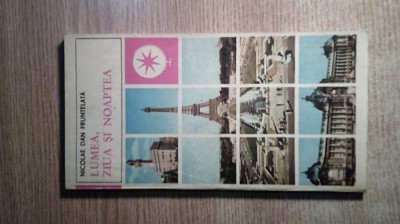 NICOLAE DAN FRUNTELATĂ
LUMEA,
ZIUA ȘI NOAPTEA